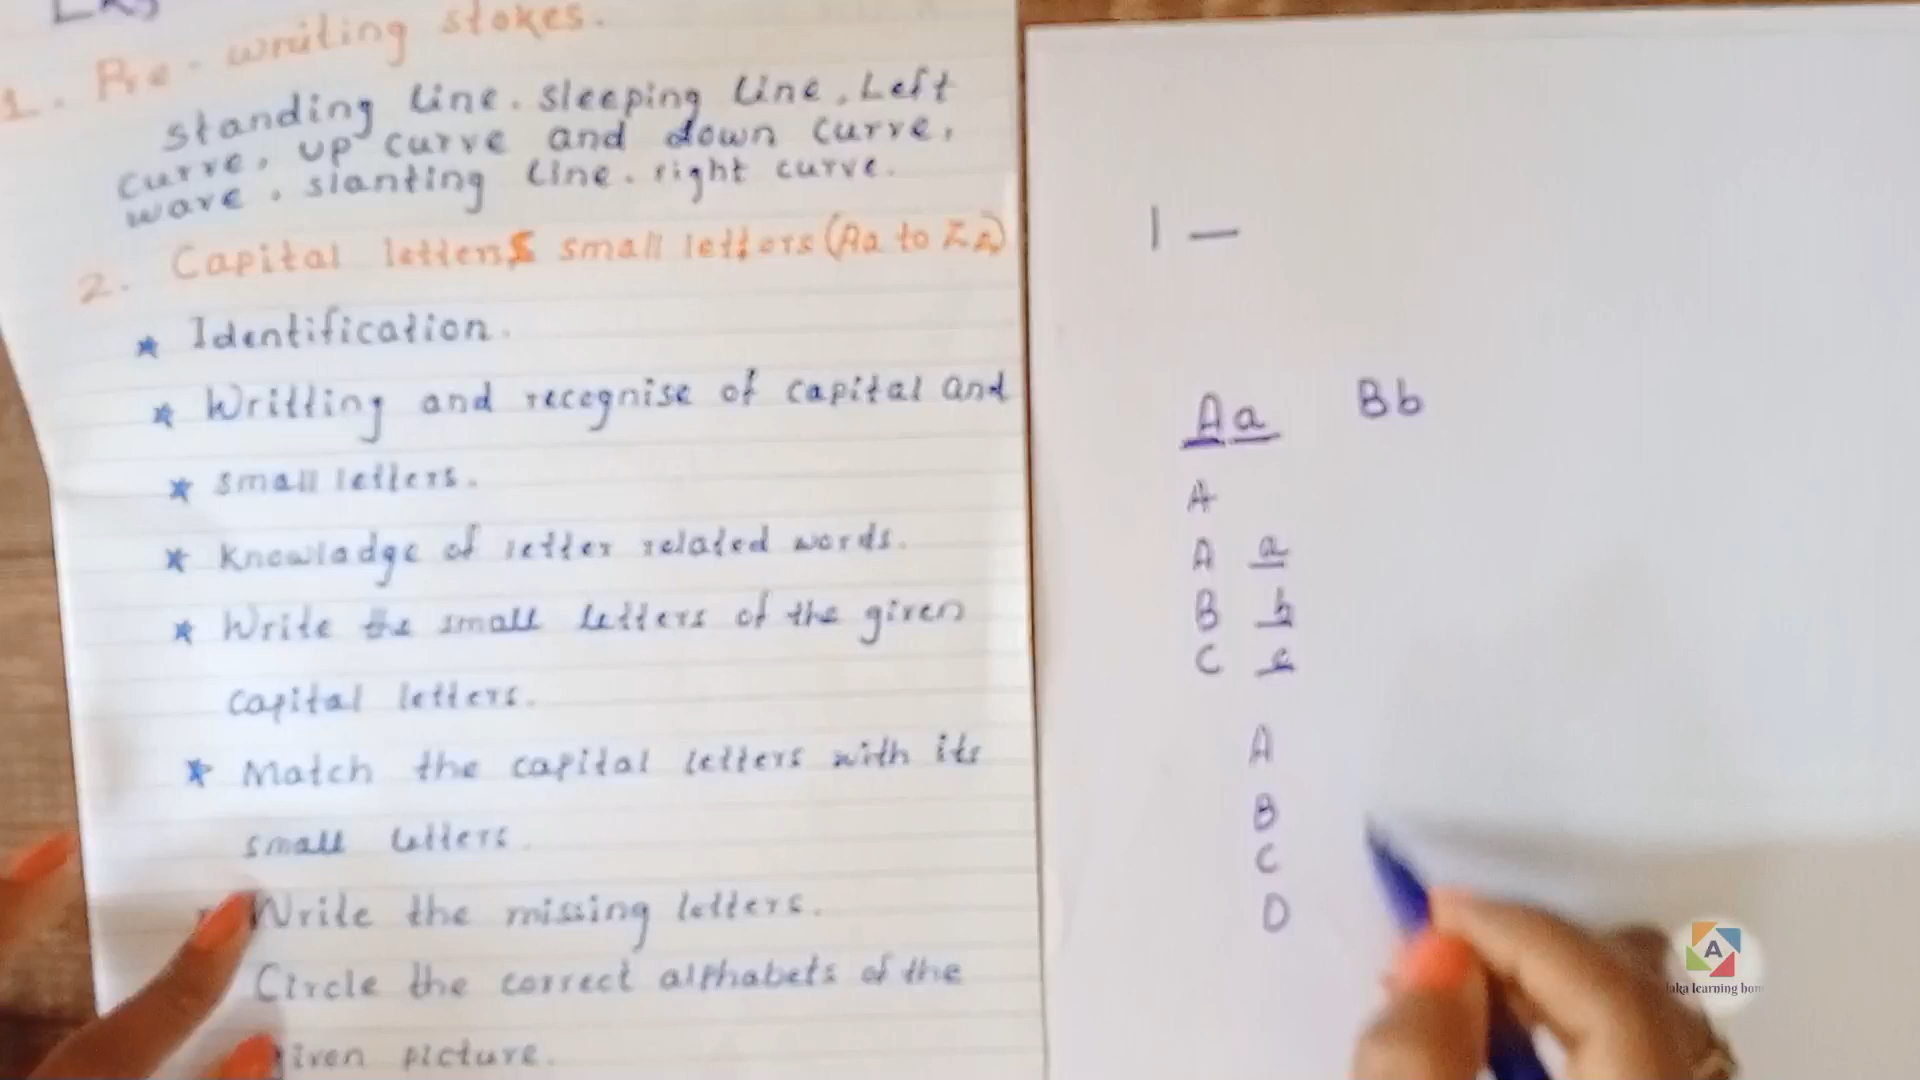 1. Pre-writing stokes.
standing line. sleeping line, Left
curve, up curve and down curve,
wave, slanting line. right curve.
2. Capital letters small letters (Aa to Zz)
★ Identification.
★ Writting and recegnise of capital and
★ small letters.
★ knowladge of letter related words.
★ Write the small letters of the given
capital letters.
★ Match the capital letters with its
small letters.
Write the missing letters.
Circle the correct alphabets of the
given picture.
Aa Bb
A
A a
B b
C c
A
B
C
D
A
learning